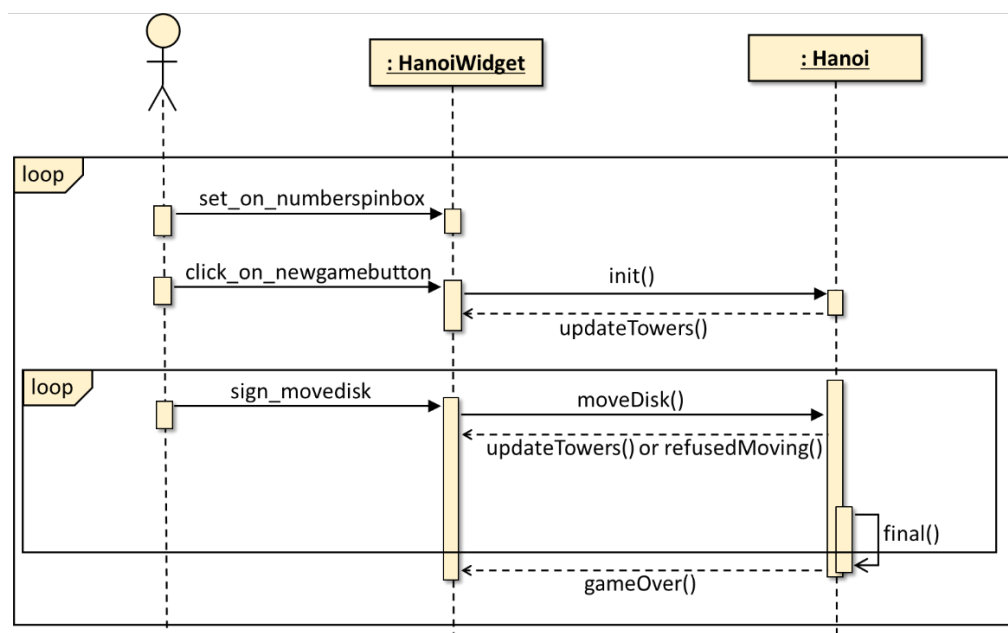 : HanoiWidget
: Hanoi
loop
set_on_numberspinbox
click_on_newgamebutton
init()
updateTowers()
loop
sign_movedisk
moveDisk()
updateTowers() or refusedMoving()
final()
gameOver()